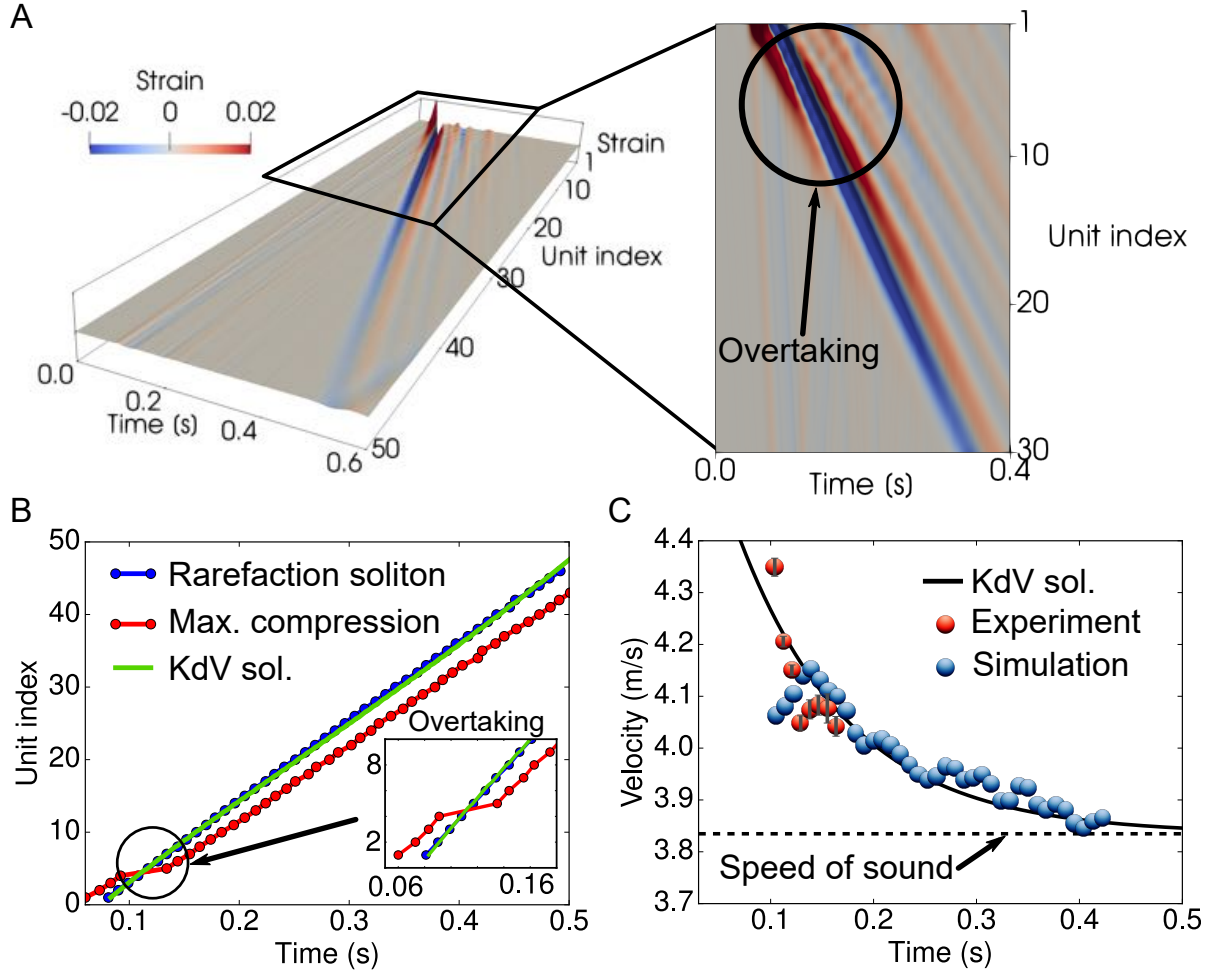 A
Strain
-0.02 0 0.02
Strain
1
10
20
Unit index
30
40
50
0.0
0.2
Time (s)
0.4
0.6
1
10
Unit index
20
30
Overtaking
0.0 0.4
Time (s)
B
50
40
30
20
10
0
Unit index
Rarefaction soliton
Max. compression
KdV sol.
Overtaking
8
2
0.06 0.16
0.1 0.2 0.3 0.4 0.5
Time (s)
C
4.4
4.3
4.2
4.1
4.0
3.9
3.8
3.7
Velocity (m/s)
KdV sol.
Experiment
Simulation
Speed of sound
0.1 0.2 0.3 0.4 0.5
Time (s)